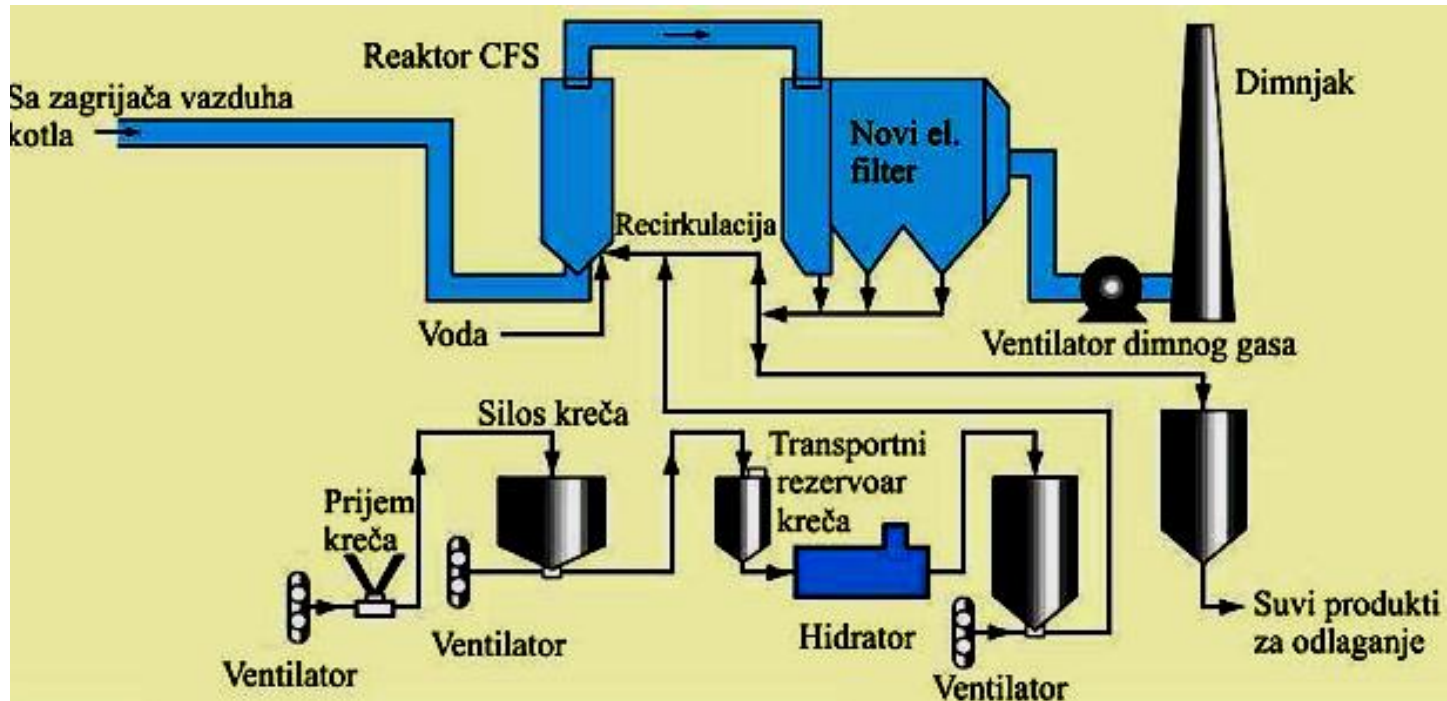 Reaktor CFS
Sa zagrijača vazduha
kotla
Novi el.
filter
Dimnjak
Recirkulacija
Voda
Ventilator dimnog gasa
Silos kreča
Transportni
rezervoar
kreča
Prijem
kreča
Ventilator
Ventilator
Hidrator
Ventilator
Suvi produkti
za odlaganje